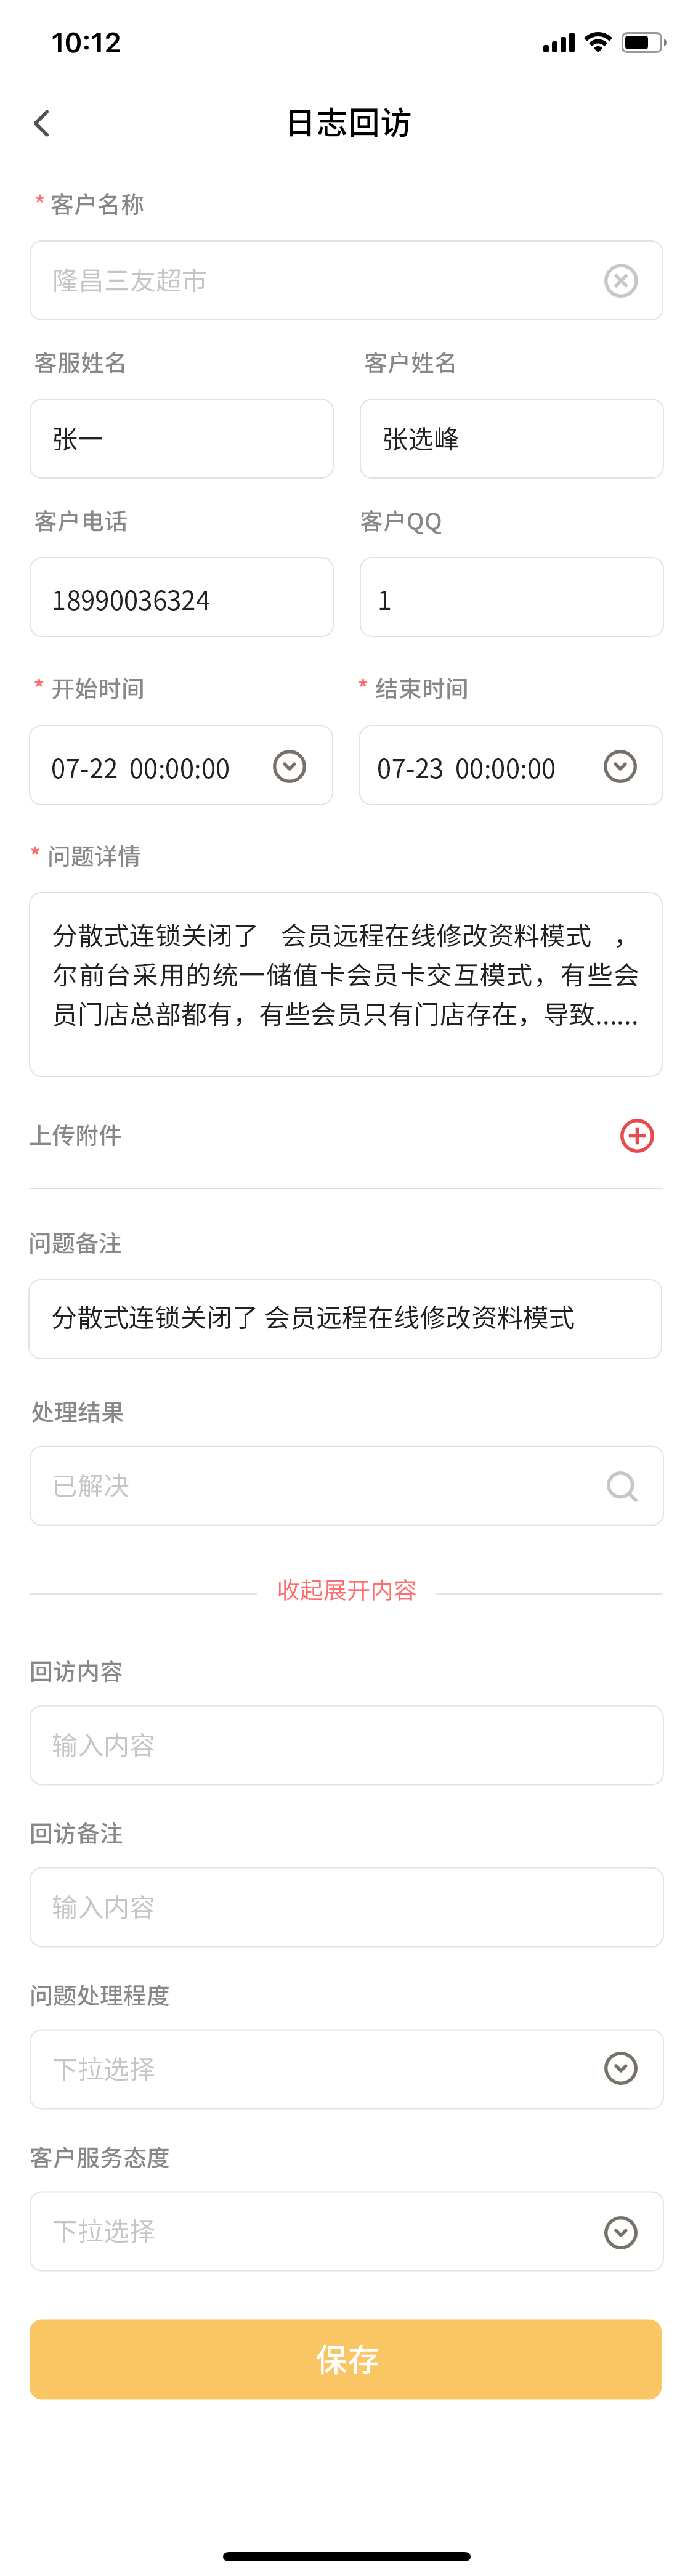 10:12
日志回访
* 客户名称
隆昌三友超市
客服姓名 客户姓名
张一 张选峰
客户电话 客户QQ
18990036324 1
* 开始时间 * 结束时间
07-22 00:00:00 07-23 00:00:00
* 问题详情
分散式连锁关闭了 会员远程在线修改资料模式 ，
尔前台采用的统一储值卡会员卡交互模式，有些会
员门店总部都有，有些会员只有门店存在，导致......
上传附件
问题备注
分散式连锁关闭了 会员远程在线修改资料模式
处理结果
已解决
收起展开内容
回访内容
输入内容
回访备注
输入内容
问题处理程度
下拉选择
客户服务态度
下拉选择
保存